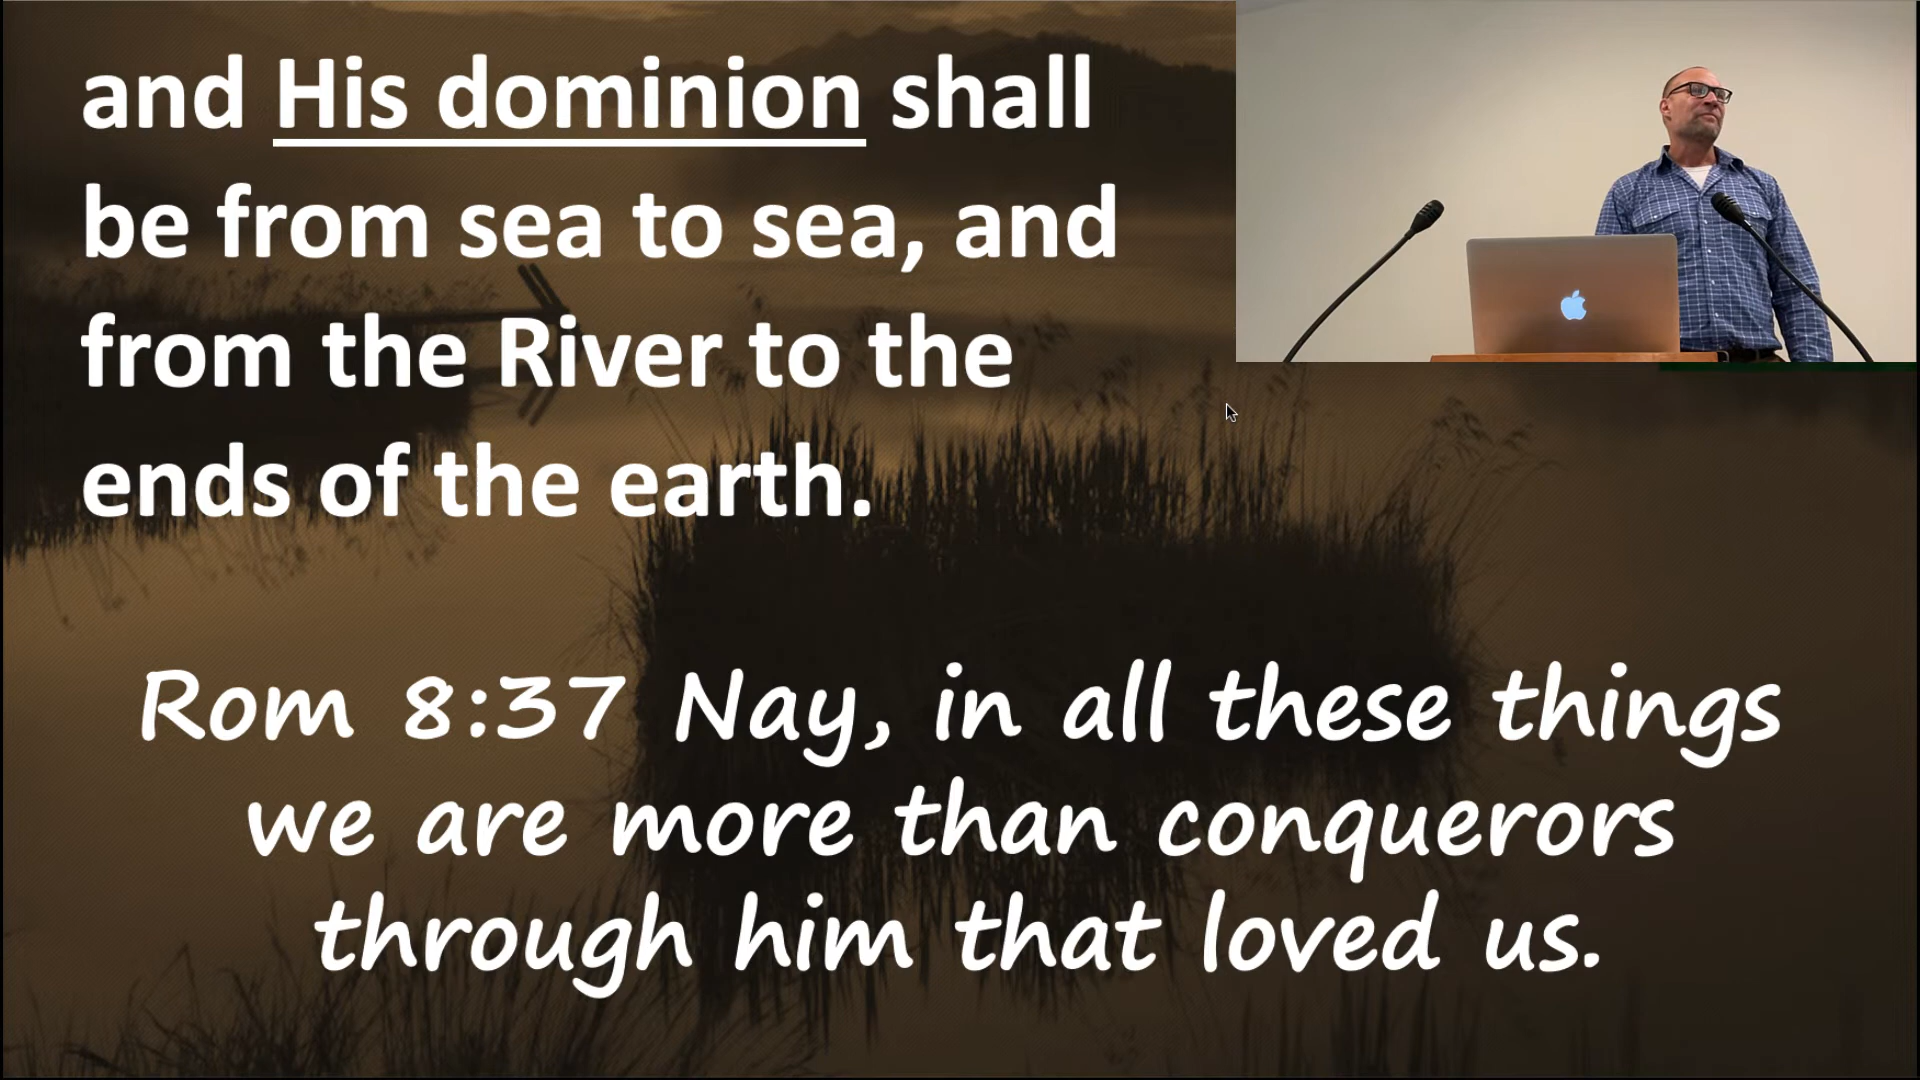 and His dominion shall
be from sea to sea, and
from the River to the
ends of the earth.
Rom 8:37 Nay, in all these things
we are more than conquerors
through him that loved us.